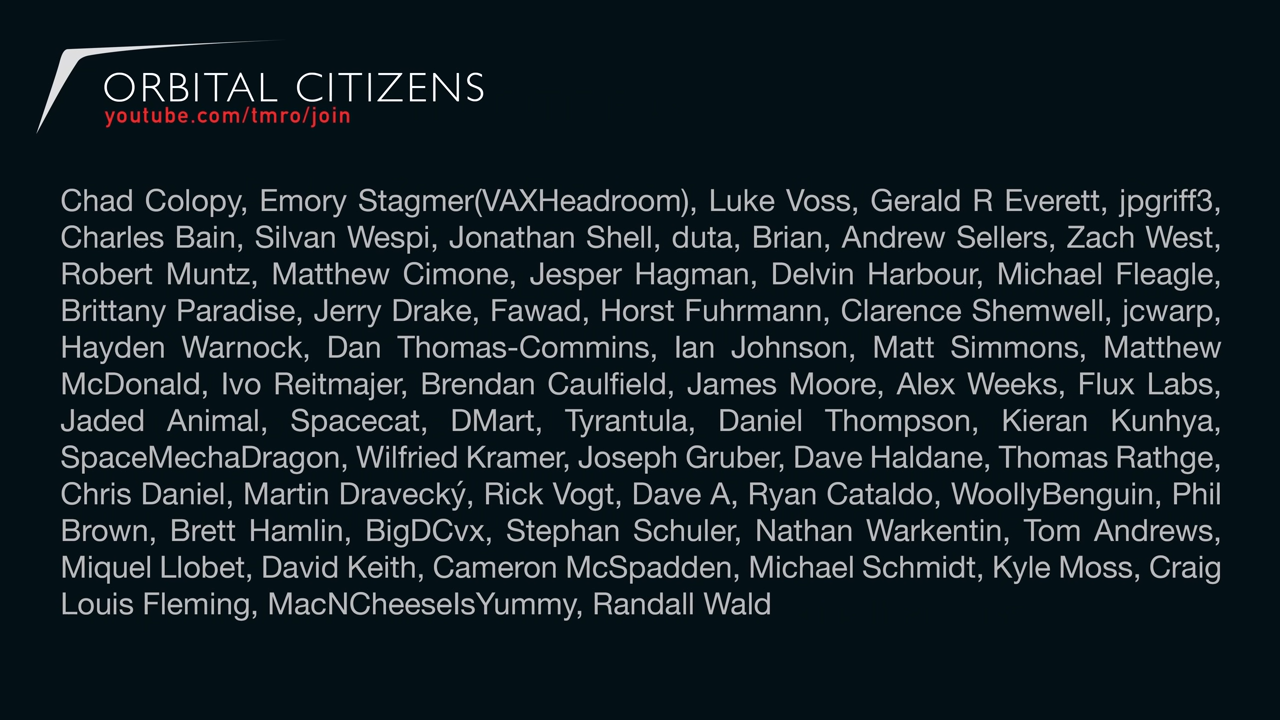 ORBITAL CITIZENS
youtube.com/tmro/join
Chad Colopy, Emory Stagmer(VAXHeadroom), Luke Voss, Gerald R Everett, jpgriff3,
Charles Bain, Silvan Wespi, Jonathan Shell, duta, Brian, Andrew Sellers, Zach West,
Robert Muntz, Matthew Cimone, Jesper Hagman, Delvin Harbour, Michael Fleagle,
Brittany Paradise, Jerry Drake, Fawad, Horst Fuhrmann, Clarence Shemwell, jcwarp,
Hayden Warnock, Dan Thomas-Commins, Ian Johnson, Matt Simmons, Matthew
McDonald, Ivo Reitmajer, Brendan Caulfield, James Moore, Alex Weeks, Flux Labs,
Jaded Animal, Spacecat, DMart, Tyrantula, Daniel Thompson, Kieran Kunhya,
SpaceMechaDragon, Wilfried Kramer, Joseph Gruber, Dave Haldane, Thomas Rathge,
Chris Daniel, Martin Dravecký, Rick Vogt, Dave A, Ryan Cataldo, WoollyBenguin, Phil
Brown, Brett Hamlin, BigDCvx, Stephan Schuler, Nathan Warkentin, Tom Andrews,
Miquel Llobet, David Keith, Cameron McSpadden, Michael Schmidt, Kyle Moss, Craig
Louis Fleming, MacNCheeseIsYummy, Randall Wald